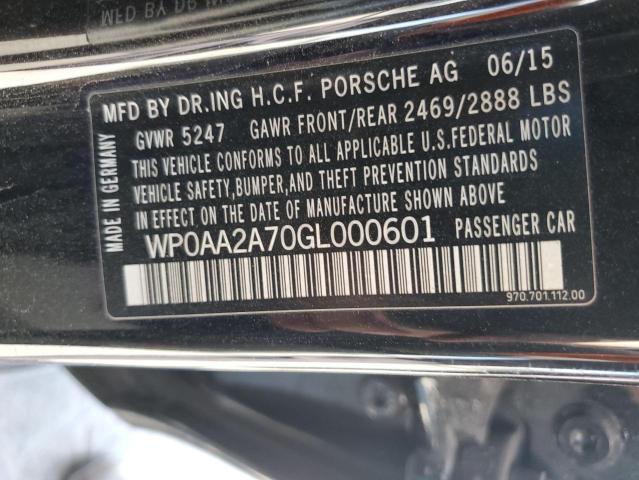 MFD BY DR.ING H.C.F. PORSCHE AG 06/15
GVWR 5247 GAWR FRONT/REAR 2469/2888 LBS
THIS VEHICLE CONFORMS TO ALL APPLICABLE U.S.FEDERAL MOTOR
VEHICLE SAFETY,BUMPER,AND THEFT PREVENTION STANDARDS
IN EFFECT ON THE DATE OF MANUFACTURE SHOWN ABOVE
WP0AA2A70GL000601 PASSENGER CAR
970.701.112.00
MADE IN GERMANY